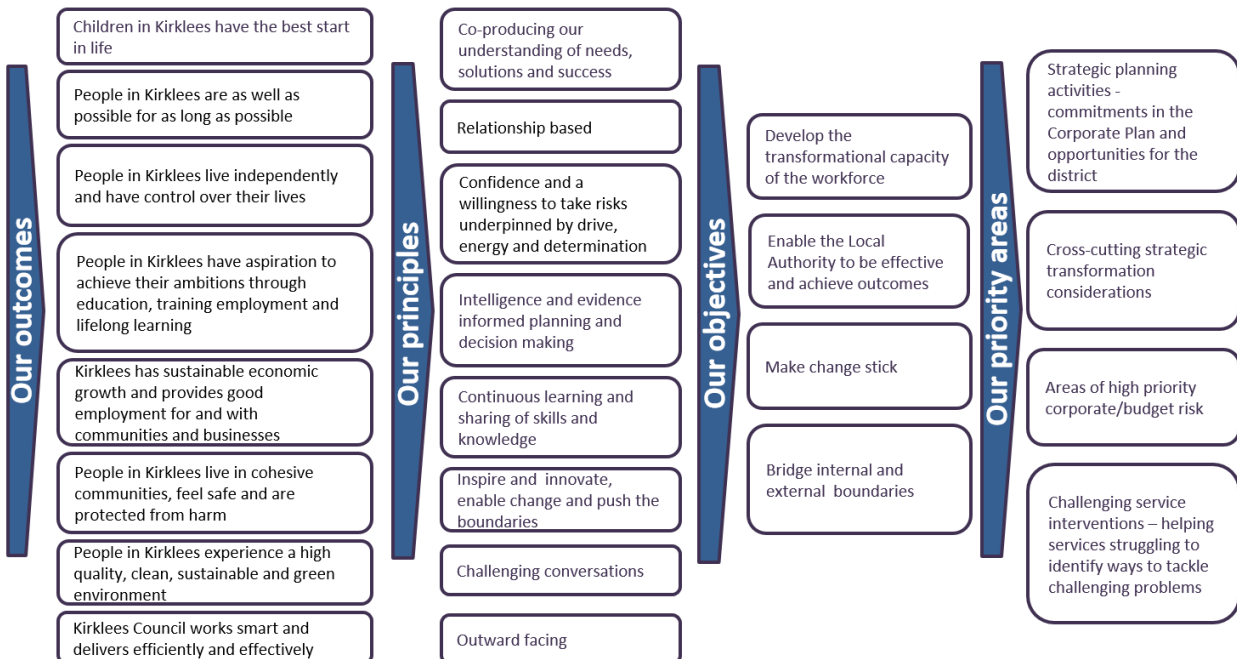 Our outcomes
Children in Kirklees have the best start
in life
People in Kirklees are as well as
possible for as long as possible
People in Kirklees live independently
and have control over their lives
People in Kirklees have aspiration to
achieve their ambitions through
education, training employment and
lifelong learning
Kirklees has sustainable economic
growth and provides good
employment for and with
communities and businesses
People in Kirklees live in cohesive
communities, feel safe and are
protected from harm
People in Kirklees experience a high
quality, clean, sustainable and green
environment
Kirklees Council works smart and
delivers efficiently and effectively
Our principles
Co-producing our
understanding of needs,
solutions and success
Relationship based
Confidence and a
willingness to take risks
underpinned by drive,
energy and determination
Intelligence and evidence
informed planning and
decision making
Continuous learning and
sharing of skills and
knowledge
Inspire and innovate,
enable change and push the
boundaries
Challenging conversations
Outward facing
Our objectives
Develop the
transformational capacity
of the workforce
Enable the Local
Authority to be effective
and achieve outcomes
Make change stick
Bridge internal and
external boundaries
Our priority areas
Strategic planning
activities -
commitments in the
Corporate Plan and
opportunities for the
district
Cross-cutting strategic
transformation
considerations
Areas of high priority
corporate/budget risk
Challenging service
interventions – helping
services struggling to
identify ways to tackle
challenging problems